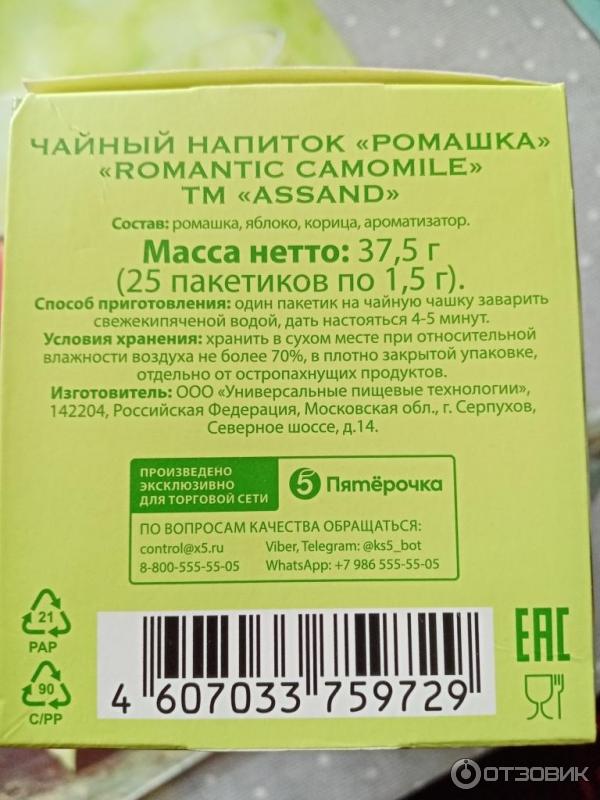 ЧАЙНЫЙ НАПИТОК «РОМАШКА»
«ROMANTIC CAMOMILE»
ТМ «ASSAND»
Состав: ромашка, яблоко, корица, ароматизатор.
Масса нетто: 37,5 г
(25 пакетиков по 1,5 г).
Способ приготовления: один пакетик на чайную чашку заварить
свежекипяченой водой, дать настояться 4-5 минут.
Условия хранения: хранить в сухом месте при относительной
влажности воздуха не более 70%, в плотно закрытой упаковке,
отдельно от остропахнущих продуктов.
Изготовитель: ООО «Универсальные пищевые технологии»,
142204, Российская Федерация, Московская обл., г. Серпухов,
Северное шоссе, д.14.
ПРОИЗВЕДЕНО
ЭКСКЛЮЗИВНО
ДЛЯ ТОРГОВОЙ СЕТИ
5 Пятёрочка
ПО ВОПРОСАМ КАЧЕСТВА ОБРАЩАТЬСЯ:
control@x5.ru Viber, Telegram: @ks5_bot
8-800-555-55-05 WhatsApp: +7 986 555-55-05
21
PAP
90
C/PP
4 607033 759729
EAC
ОТЗОВИК